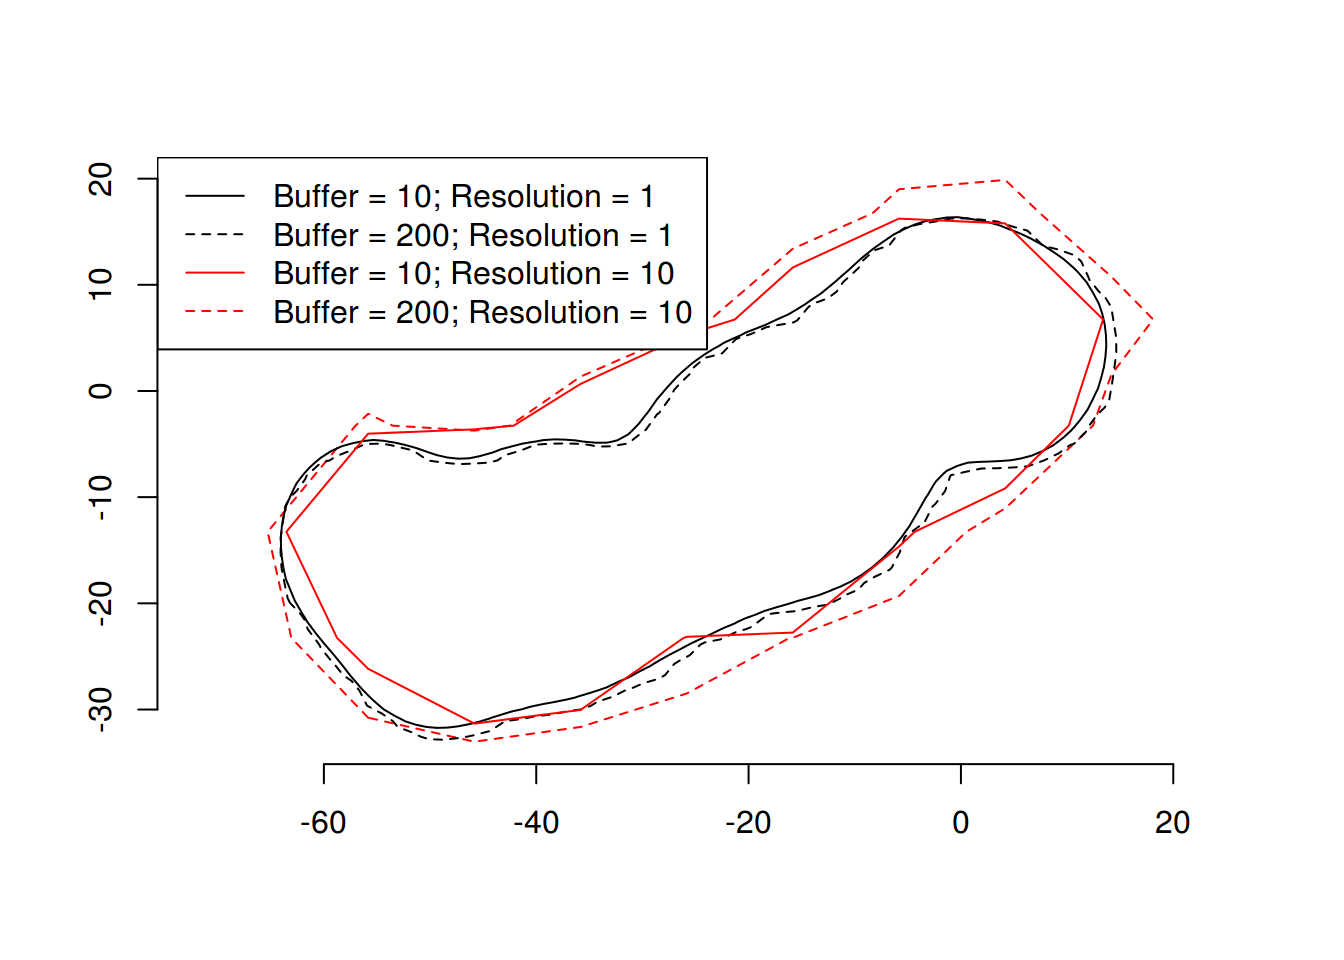 Buffer = 10; Resolution = 1
Buffer = 200; Resolution = 1
Buffer = 10; Resolution = 10
Buffer = 200; Resolution = 10
20
10
0
-10
-20
-30
-60 -40 -20 0 20